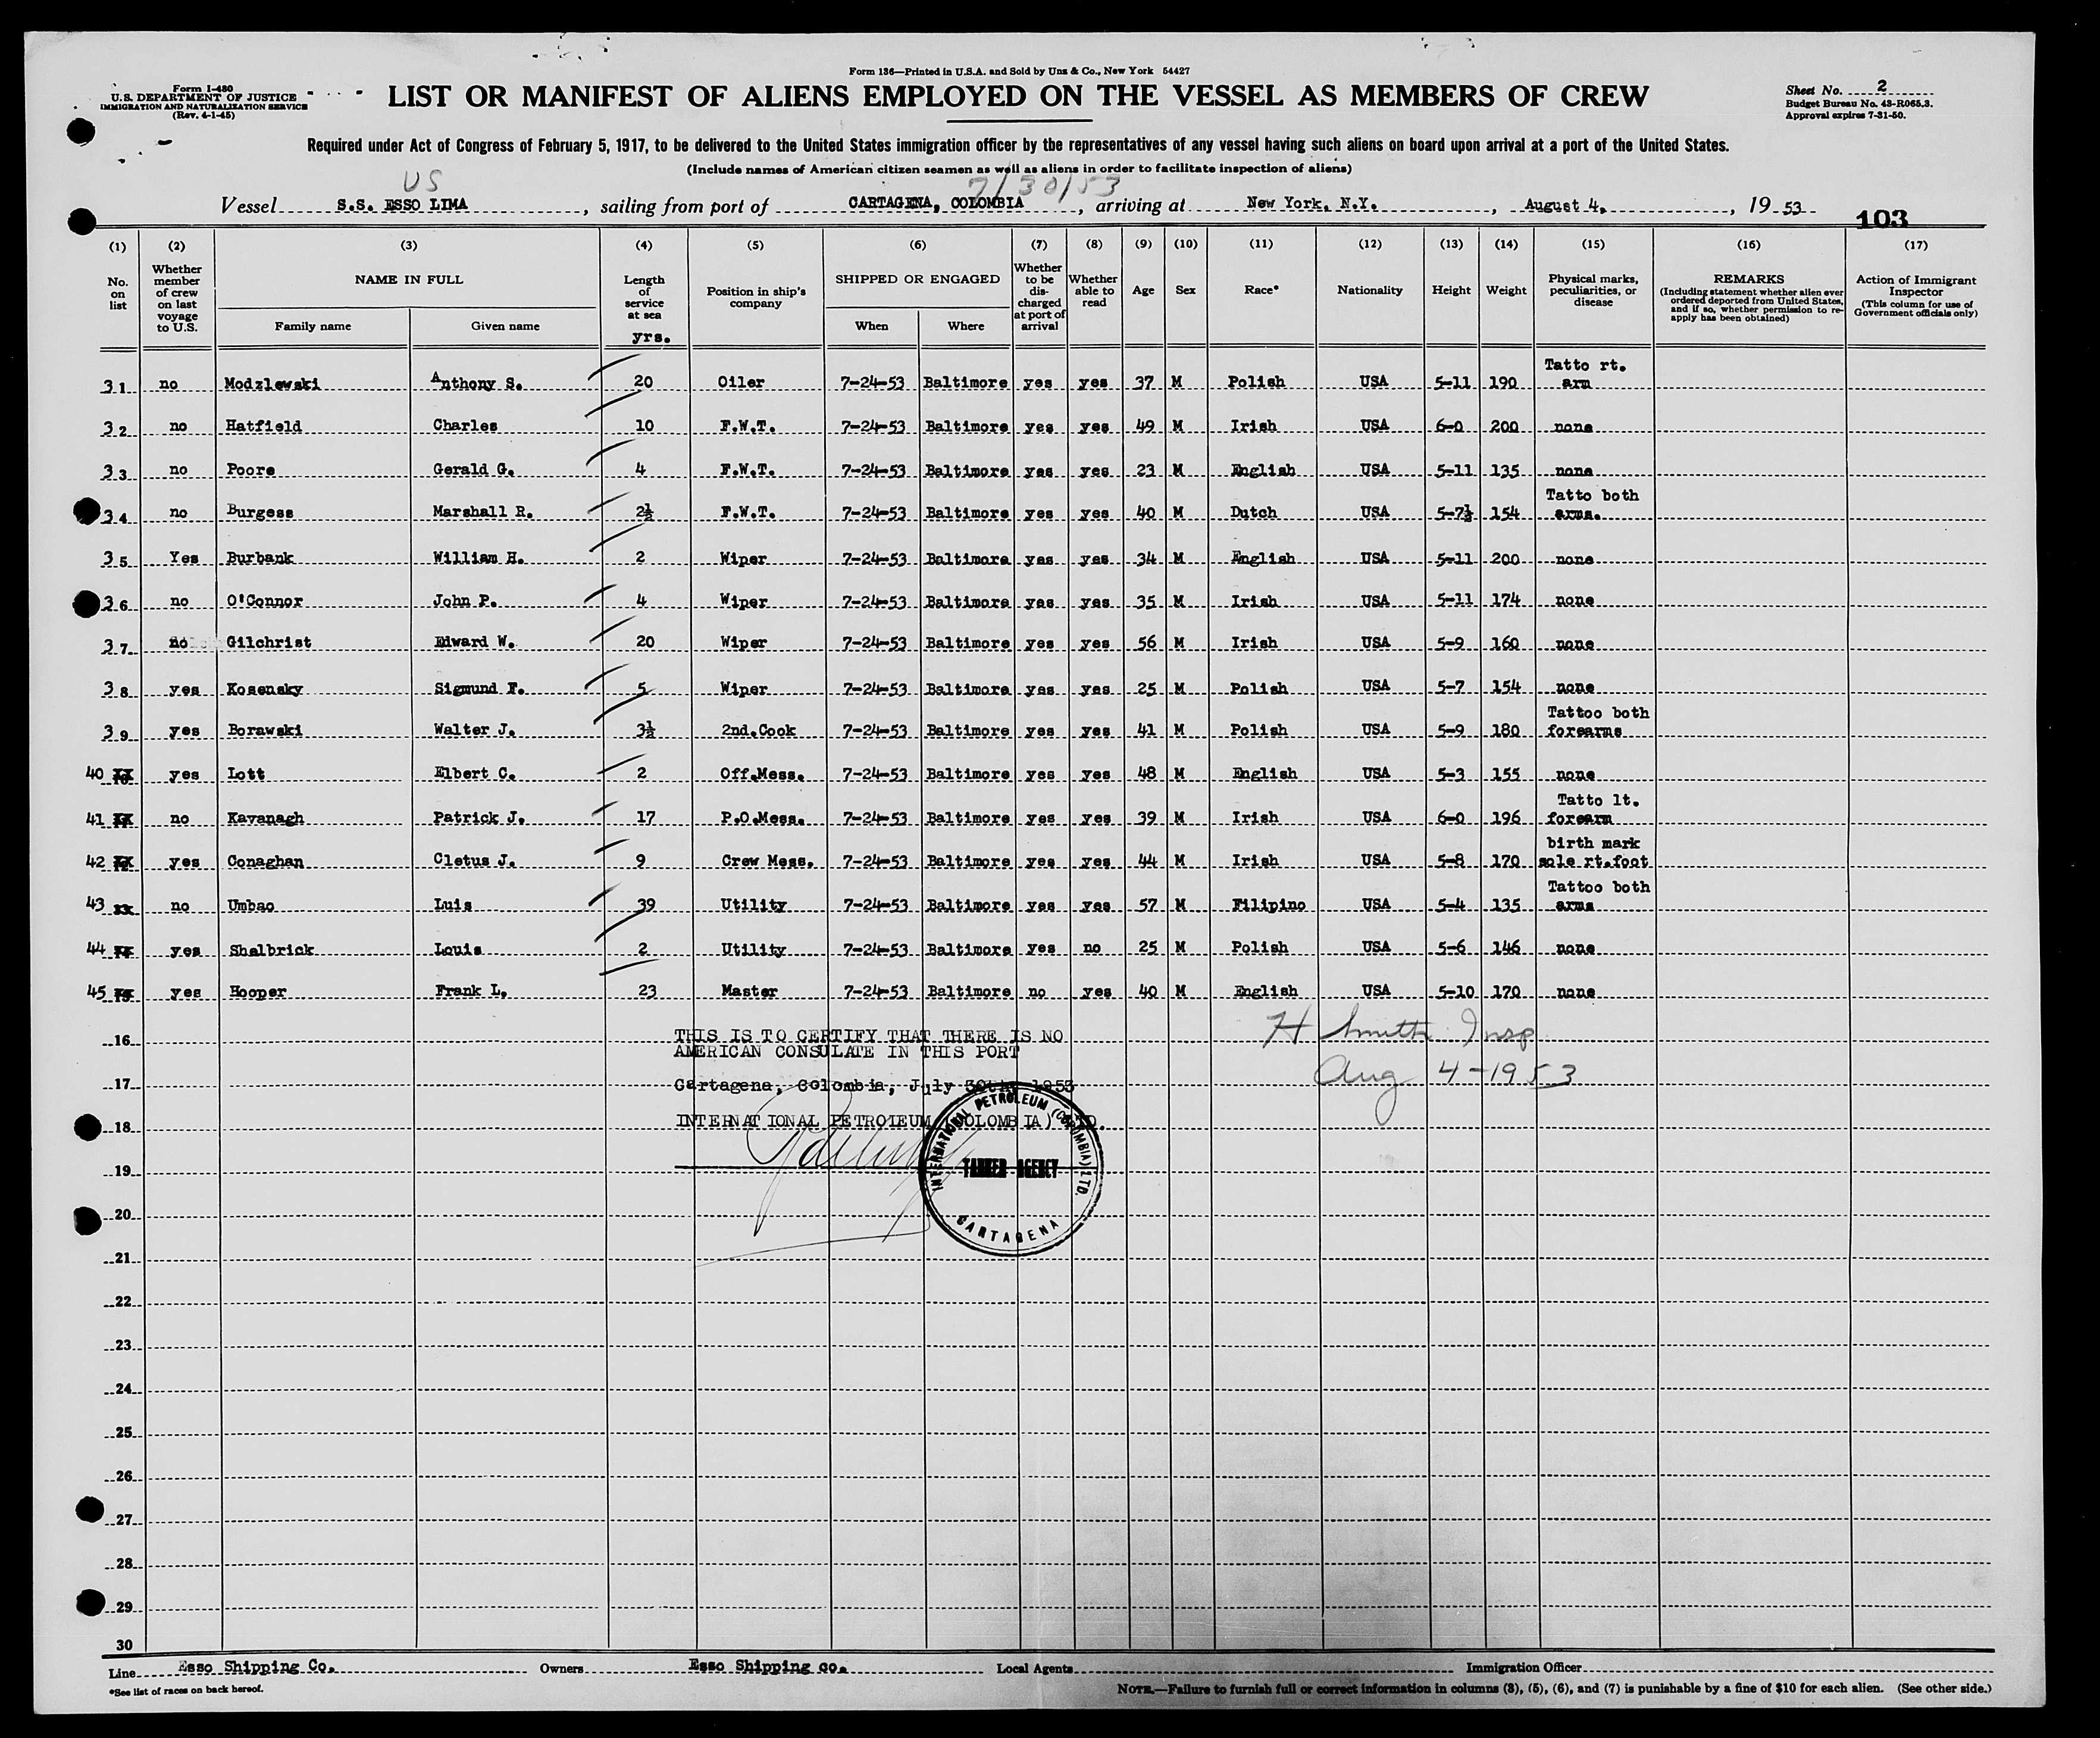 Form 136—Printed in U.S.A. and Sold by Unz & Co., New York 54427
Form I-480
U.S. DEPARTMENT OF JUSTICE
IMMIGRATION AND NATURALIZATION SERVICE
(Rev. 4-1-45)
LIST OR MANIFEST OF ALIENS EMPLOYED ON THE VESSEL AS MEMBERS OF CREW
Sheet No. 2
Budget Bureau No. 43-R065.3.
Approval expires 7-31-50.
Required under Act of Congress of February 5, 1917, to be delivered to the United States immigration officer by the representatives of any vessel having such aliens on board upon arrival at a port of the United States.
(Include names of American citizen seamen as well as aliens in order to facilitate inspection of aliens)
US 7/30/53
Vessel S.S. ESSO LIMA, sailing from port of CARTAGENA, COLOMBIA, arriving at New York, N.Y., August 4, 1953
103
(1) (2) (3) (4) (5) (6) (7) (8) (9) (10) (11) (12) (13) (14) (15) (16) (17)
No. on list
Whether member of crew on last voyage to U.S.
NAME IN FULL
Family name Given name
Length of service at sea
yrs.
Position in ship's company
SHIPPED OR ENGAGED
When Where
Whether to be discharged at port of arrival
Whether able to read
Age
Sex
Race*
Nationality
Height
Weight
Physical marks, peculiarities, or disease
REMARKS
(Including statement whether alien ever ordered deported from United States, and if so, whether permission to reapply has been obtained)
Action of Immigrant Inspector
(This column for use of Government officials only)
31 no Modzlewski Anthony S. 20 Oiler 7-24-53 Baltimore yes yes 37 M Polish USA 5-11 190 Tatto rt. arm
32 no Hatfield Charles 10 F.W.T. 7-24-53 Baltimore yes yes 49 M Irish USA 6-0 200 none
33 no Poore Gerald G. 4 F.W.T. 7-24-53 Baltimore yes yes 23 M English USA 5-11 135 none
34 no Burgess Marshall R. 2½ F.W.T. 7-24-53 Baltimore yes yes 40 M Dutch USA 5-7½ 154 Tatto both arms.
35 Yes Burbank William H. 2 Wiper 7-24-53 Baltimore yes yes 34 M English USA 5-11 200 none
36 no O'Connor John P. 4 Wiper 7-24-53 Baltimore yes yes 35 M Irish USA 5-11 174 none
37 no Gilchrist Edward W. 20 Wiper 7-24-53 Baltimore yes yes 56 M Irish USA 5-9 160 none
38 yes Kosensky Sigmund F. 5 Wiper 7-24-53 Baltimore yes yes 25 M Polish USA 5-7 154 none
39 yes Borawski Walter J. 3½ 2nd.Cook 7-24-53 Baltimore yes yes 41 M Polish USA 5-9 180 Tattoo both forearms
40 yes Lott Elbert C. 2 Off.Mess. 7-24-53 Baltimore yes yes 48 M English USA 5-3 155 none
41 no Kavanagh Patrick J. 17 P.O.Mess. 7-24-53 Baltimore yes yes 39 M Irish USA 6-0 196 Tatto lt. forearm
42 yes Conaghan Cletus J. 9 Crew Mess. 7-24-53 Baltimore yes yes 44 M Irish USA 5-8 170 birth mark sole rt.foot
43 no Umbao Luis 39 Utility 7-24-53 Baltimore yes yes 57 M Filipino USA 5-4 135 Tattoo both arms
44 yes Shalbrick Louis 2 Utility 7-24-53 Baltimore yes no 25 M Polish USA 5-6 146 none
45 yes Hooper Frank L. 23 Master 7-24-53 Baltimore no yes 40 M English USA 5-10 170 none
THIS IS TO CERTIFY THAT THERE IS NO
AMERICAN CONSULATE IN THIS PORT
Cartagena, Colombia, July 30th, 1953
INTERNATIONAL PETROLEUM (COLOMBIA) LTD.
INTERNATIONAL PETROLEUM (COLOMBIA) LTD.
TANKER AGENCY
CARTAGENA
H Smith Insp
Aug 4-1953
16
17
18
19
20
21
22
23
24
25
26
27
28
29
30
Line Esso Shipping Co. Owners Esso Shipping co. Local Agents Immigration Officer
*See list of races on back hereof.
NOTE.—Failure to furnish full or correct information in columns (3), (5), (6), and (7) is punishable by a fine of $10 for each alien. (See other side.)